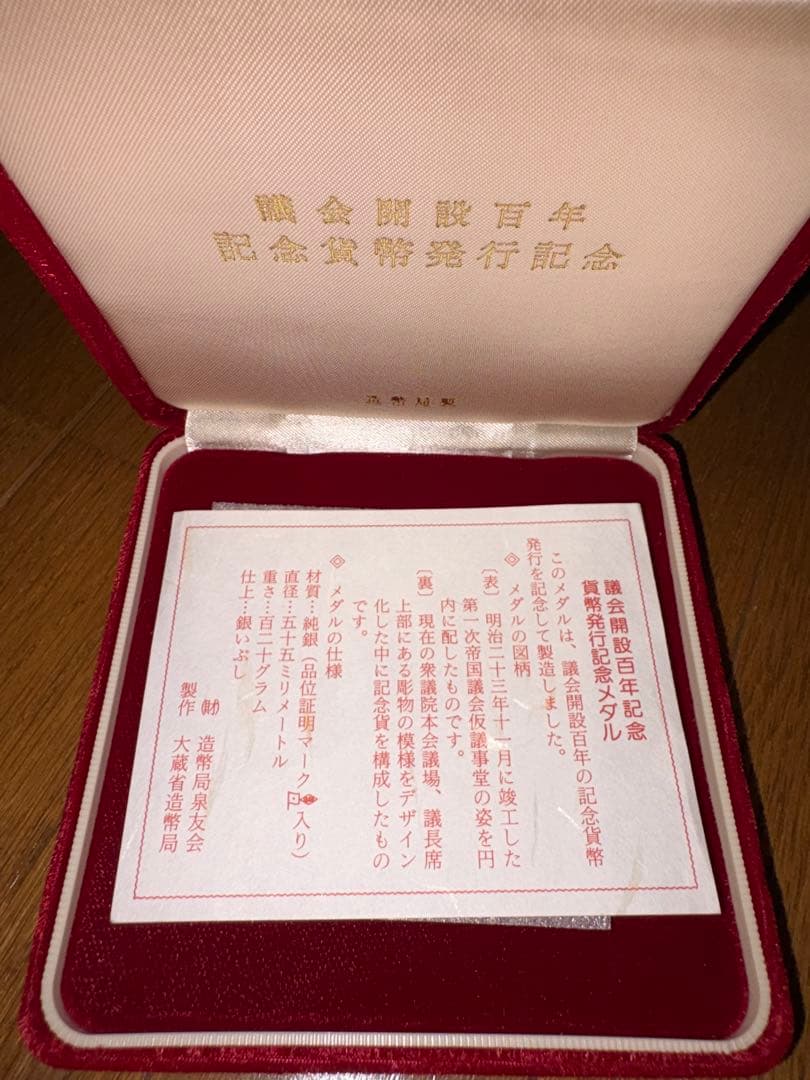 議会開設百年
記念貨幣発行記念
造幣局製
議会開設百年記念
貨幣発行記念メダル
このメダルは、議会開設百年の記念貨幣
発行を記念して製造しました。
◎ メダルの図柄
〔表〕 明治二十三年十一月に竣工した
第一次帝国議会仮議事堂の姿を円
内に配したものです。
〔裏〕 現在の衆議院本会議場、議長席
上部にある彫物の模様をデザイン
化した中に記念貨を構成したもの
です。
◎ メダルの仕様
材質…純銀(品位証明マーク入り)
直径…五十五ミリメートル
重さ…百二十グラム
仕上…銀いぶし
㈶ 造幣局泉友会
製作 大蔵省造幣局